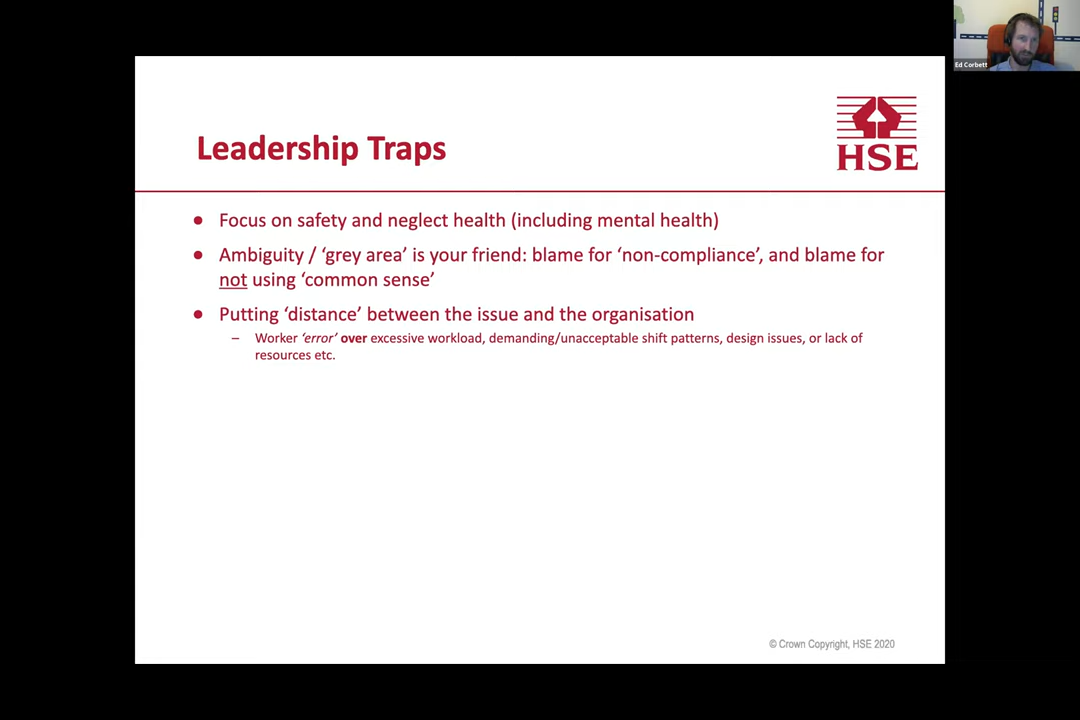 Ed Corbett
HSE
Leadership Traps
● Focus on safety and neglect health (including mental health)
● Ambiguity / ‘grey area’ is your friend: blame for ‘non-compliance’, and blame for
not using ‘common sense’
● Putting ‘distance’ between the issue and the organisation
– Worker ‘error’ over excessive workload, demanding/unacceptable shift patterns, design issues, or lack of
resources etc.
© Crown Copyright, HSE 2020